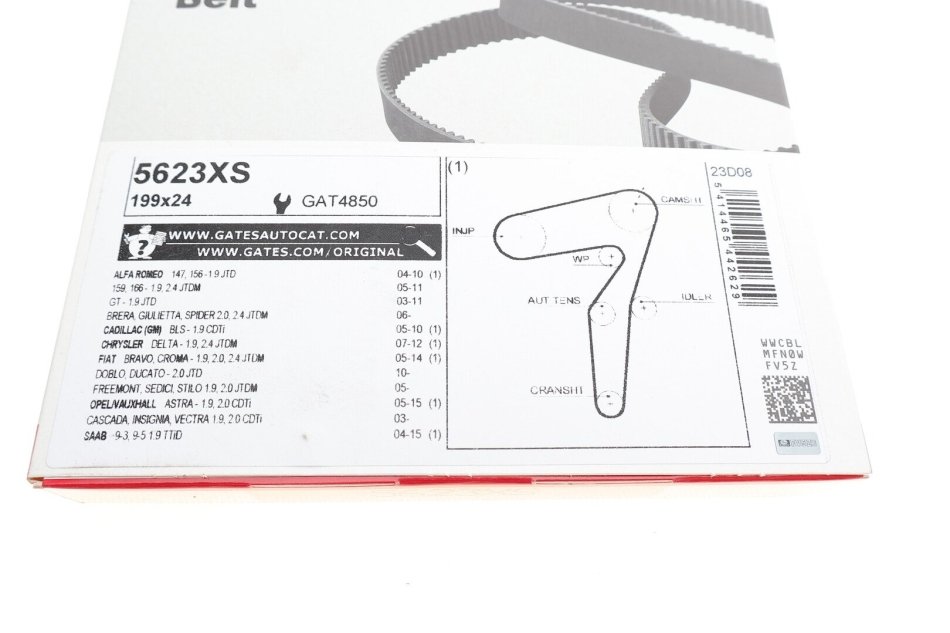 Belt
5623XS
199x24 GAT4850
WWW.GATESAUTOCAT.COM
WWW.GATES.COM/ORIGINAL
ALFA ROMEO 147, 156 - 1.9 JTD 04-10 (1)
159, 166 - 1.9, 2.4 JTDM 05-11
GT - 1.9 JTD 03-11
BRERA, GIULIETTA, SPIDER 2.0, 2.4 JTDM 06-
CADILLAC (GM) BLS - 1.9 CDTi 05-10 (1)
CHRYSLER DELTA - 1.9, 2.4 JTDM 07-12 (1)
FIAT BRAVO, CROMA - 1.9, 2.0, 2.4 JTDM 05-14 (1)
DOBLO, DUCATO - 2.0 JTD 10-
FREEMONT, SEDICI, STILO 1.9, 2.0 JTDM 05-
OPEL/VAUXHALL ASTRA - 1.9, 2.0 CDTi 05-15 (1)
CASCADA, INSIGNIA, VECTRA 1.9, 2.0 CDTi 03-
SAAB 9-3, 9-5 1.9 TTiD 04-15 (1)
(1)
CAMSHT
INJP
WP
AUT TENS
IDLER
CRANSHT
23D08
5 414465 442629
WWCBL
MFN0W
FV5Z